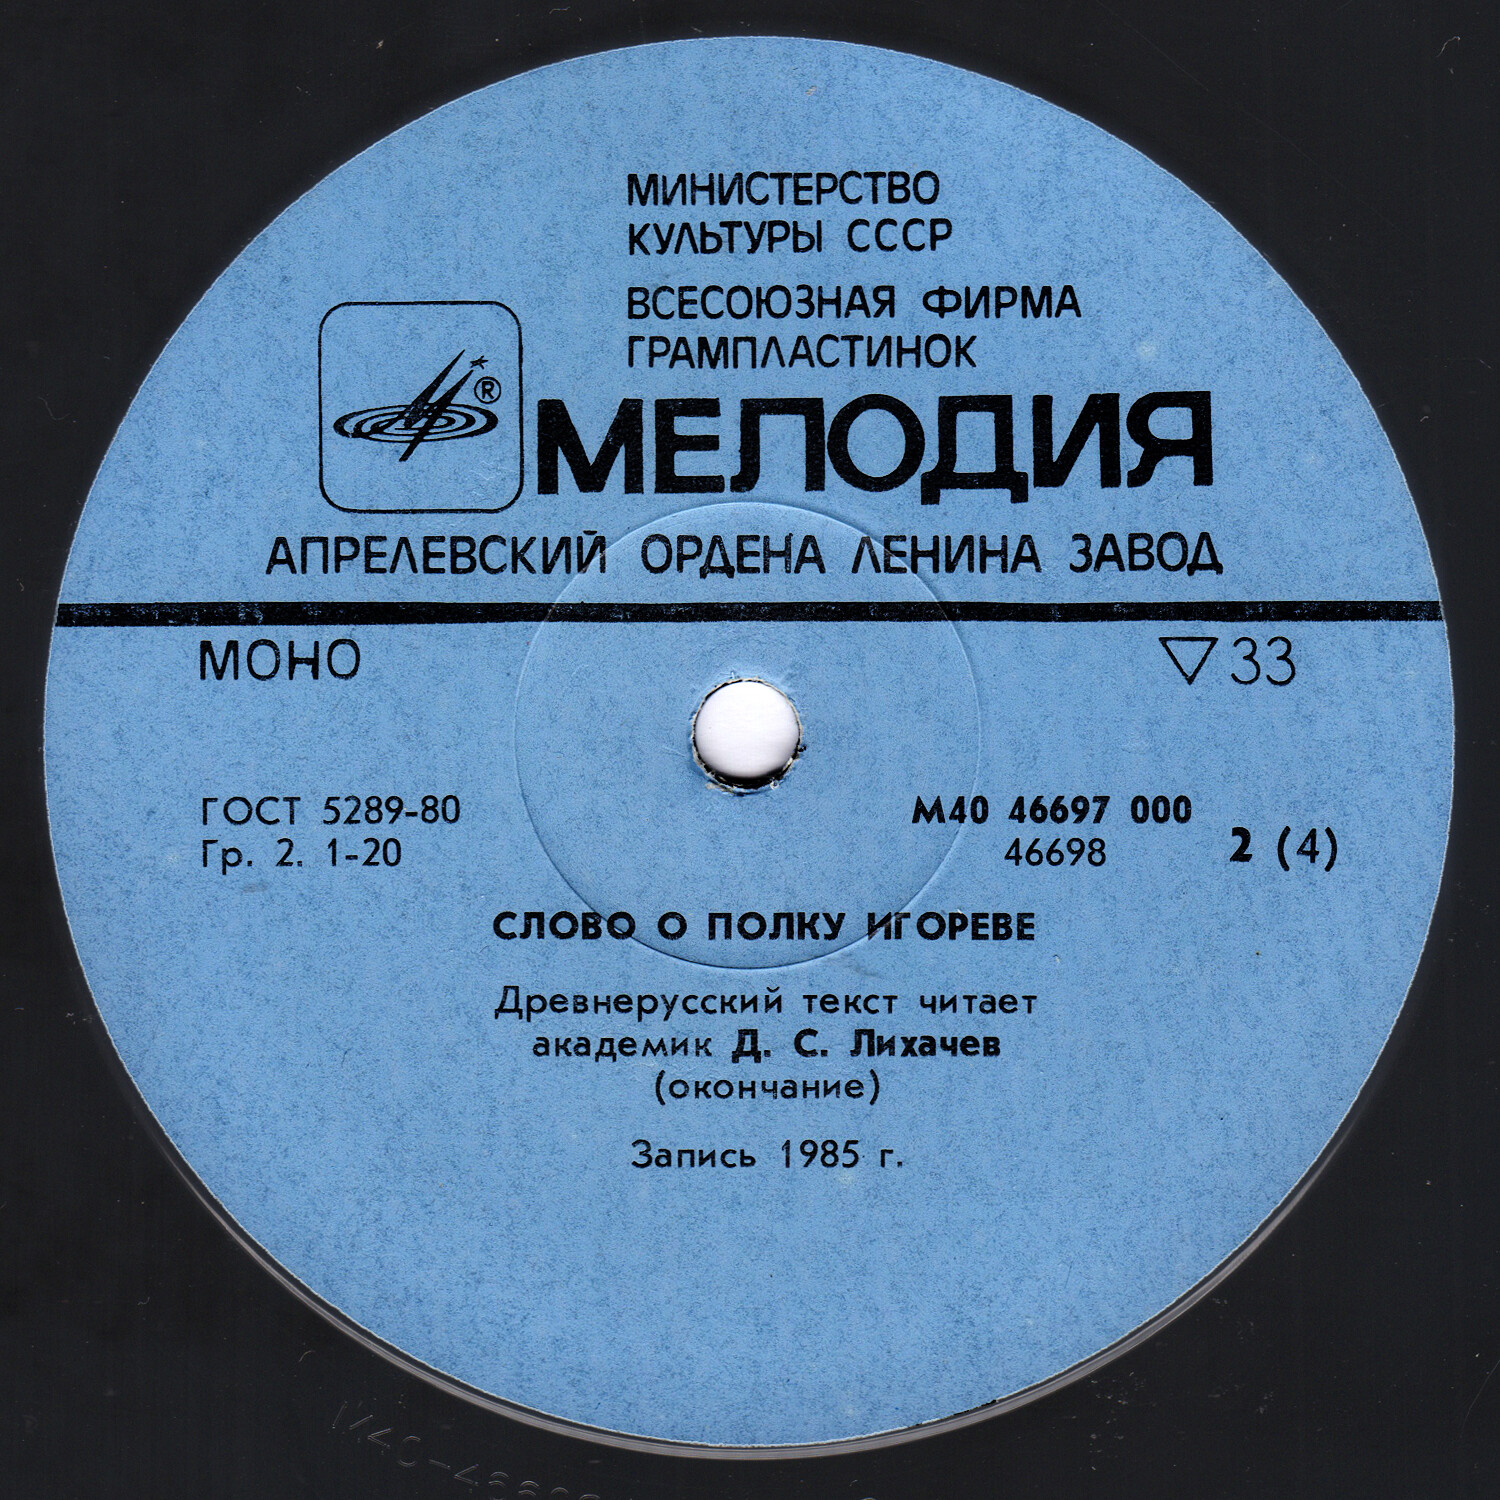 МИНИСТЕРСТВО
КУЛЬТУРЫ СССР
ВСЕСОЮЗНАЯ ФИРМА
ГРАМПЛАСТИНОК
®
МЕЛОДИЯ
АПРЕЛЕВСКИЙ ОРДЕНА ЛЕНИНА ЗАВОД
МОНО
▽33
ГОСТ 5289-80
Гр. 2. 1-20
М40 46697 000
46698
2 (4)
СЛОВО О ПОЛКУ ИГОРЕВЕ
Древнерусский текст читает
академик Д. С. Лихачев
(окончание)
Запись 1985 г.